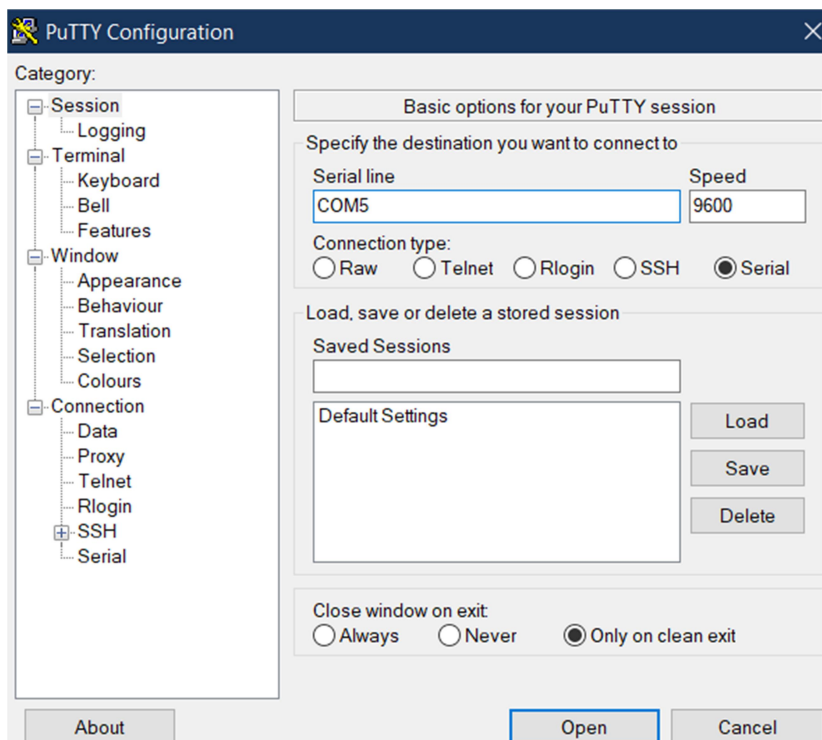 PuTTY Configuration
Category:
Session
Logging
Terminal
Keyboard
Bell
Features
Window
Appearance
Behaviour
Translation
Selection
Colours
Connection
Data
Proxy
Telnet
Rlogin
SSH
Serial
Basic options for your PuTTY session
Specify the destination you want to connect to
Serial line Speed
COM5 9600
Connection type:
Raw Telnet Rlogin SSH Serial
Load, save or delete a stored session
Saved Sessions
Default Settings
Load
Save
Delete
Close window on exit:
Always Never Only on clean exit
About Open Cancel